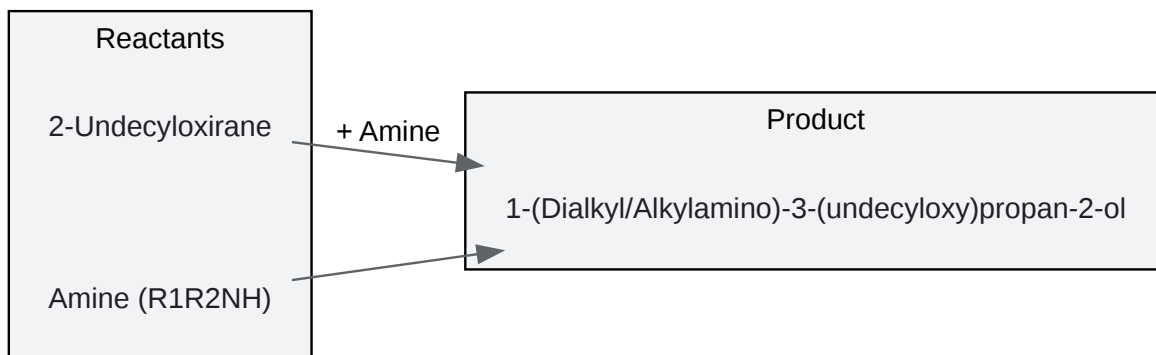 Reactants
2-Undecyloxirane
+ Amine
Amine (R1R2NH)
Product
1-(Dialkyl/Alkylamino)-3-(undecyloxy)propan-2-ol